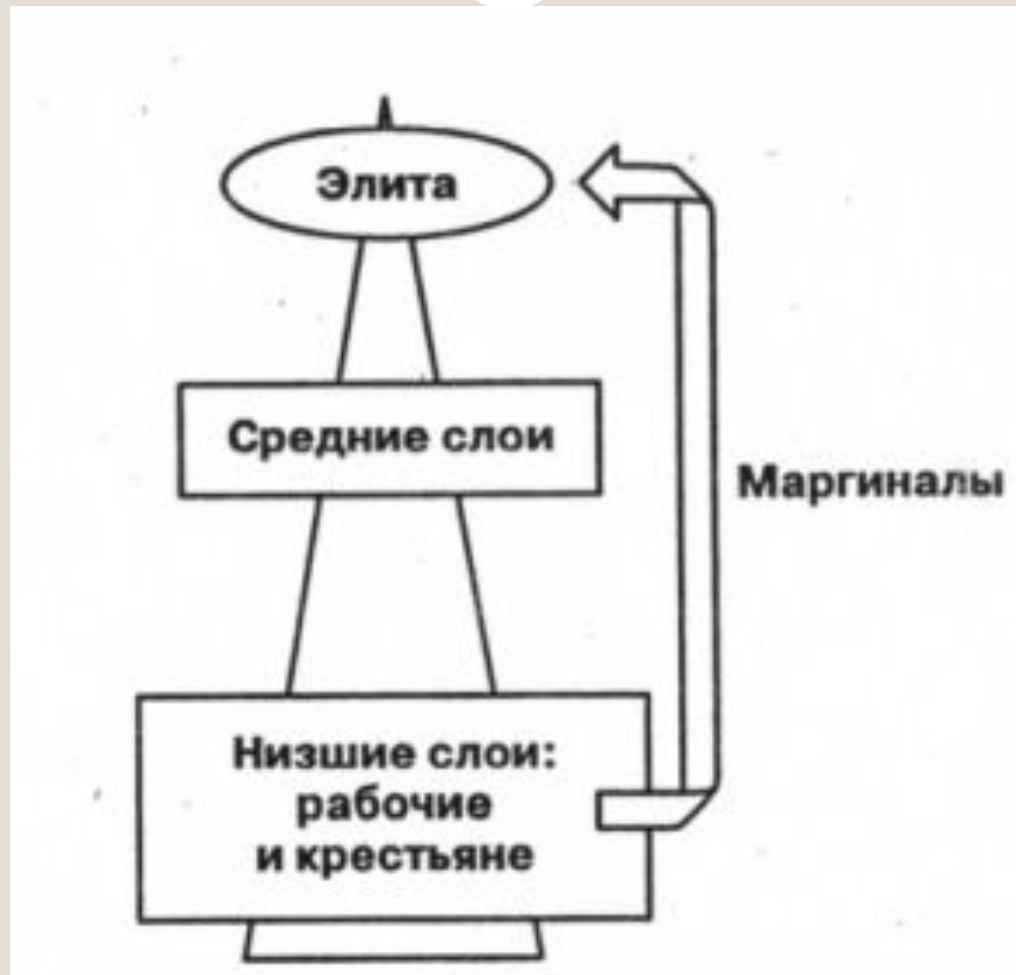 Элита
Средние слои
Маргиналы
Низшие слои:
рабочие
и крестьяне